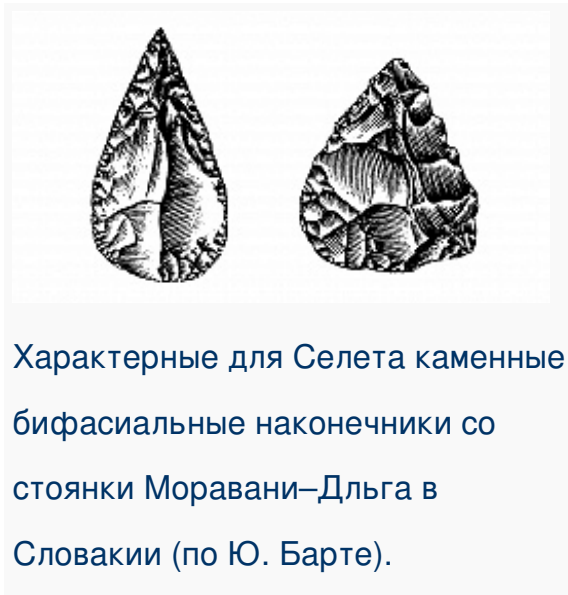 Характерные для Селета каменные
бифасиальные наконечники со
стоянки Моравани–Дльга в
Словакии (по Ю. Барте).